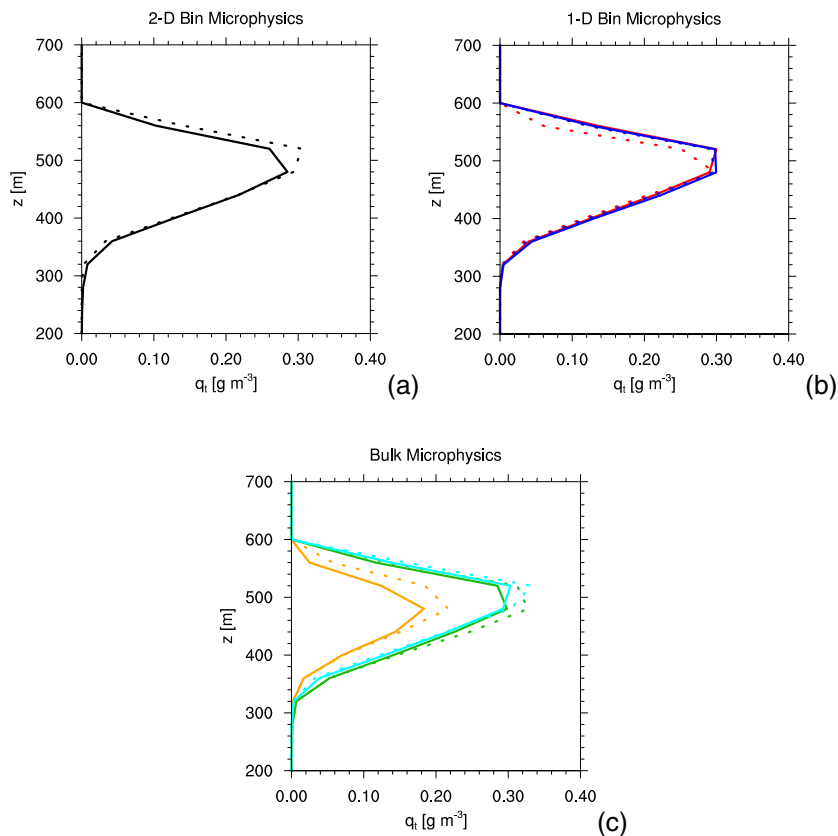 2-D Bin Microphysics
700
600
500
400
300
200
z [m]
0.00 0.10 0.20 0.30 0.40
qₜ [g m⁻³]
(a)
1-D Bin Microphysics
700
600
500
400
300
200
z [m]
0.00 0.10 0.20 0.30 0.40
qₜ [g m⁻³]
(b)
Bulk Microphysics
700
600
500
400
300
200
z [m]
0.00 0.10 0.20 0.30 0.40
qₜ [g m⁻³]
(c)